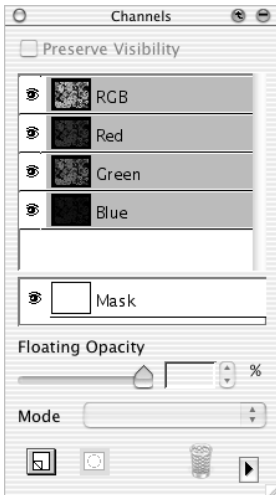 Channels
Preserve Visibility
RGB
Red
Green
Blue
Mask
Floating Opacity
%
Mode